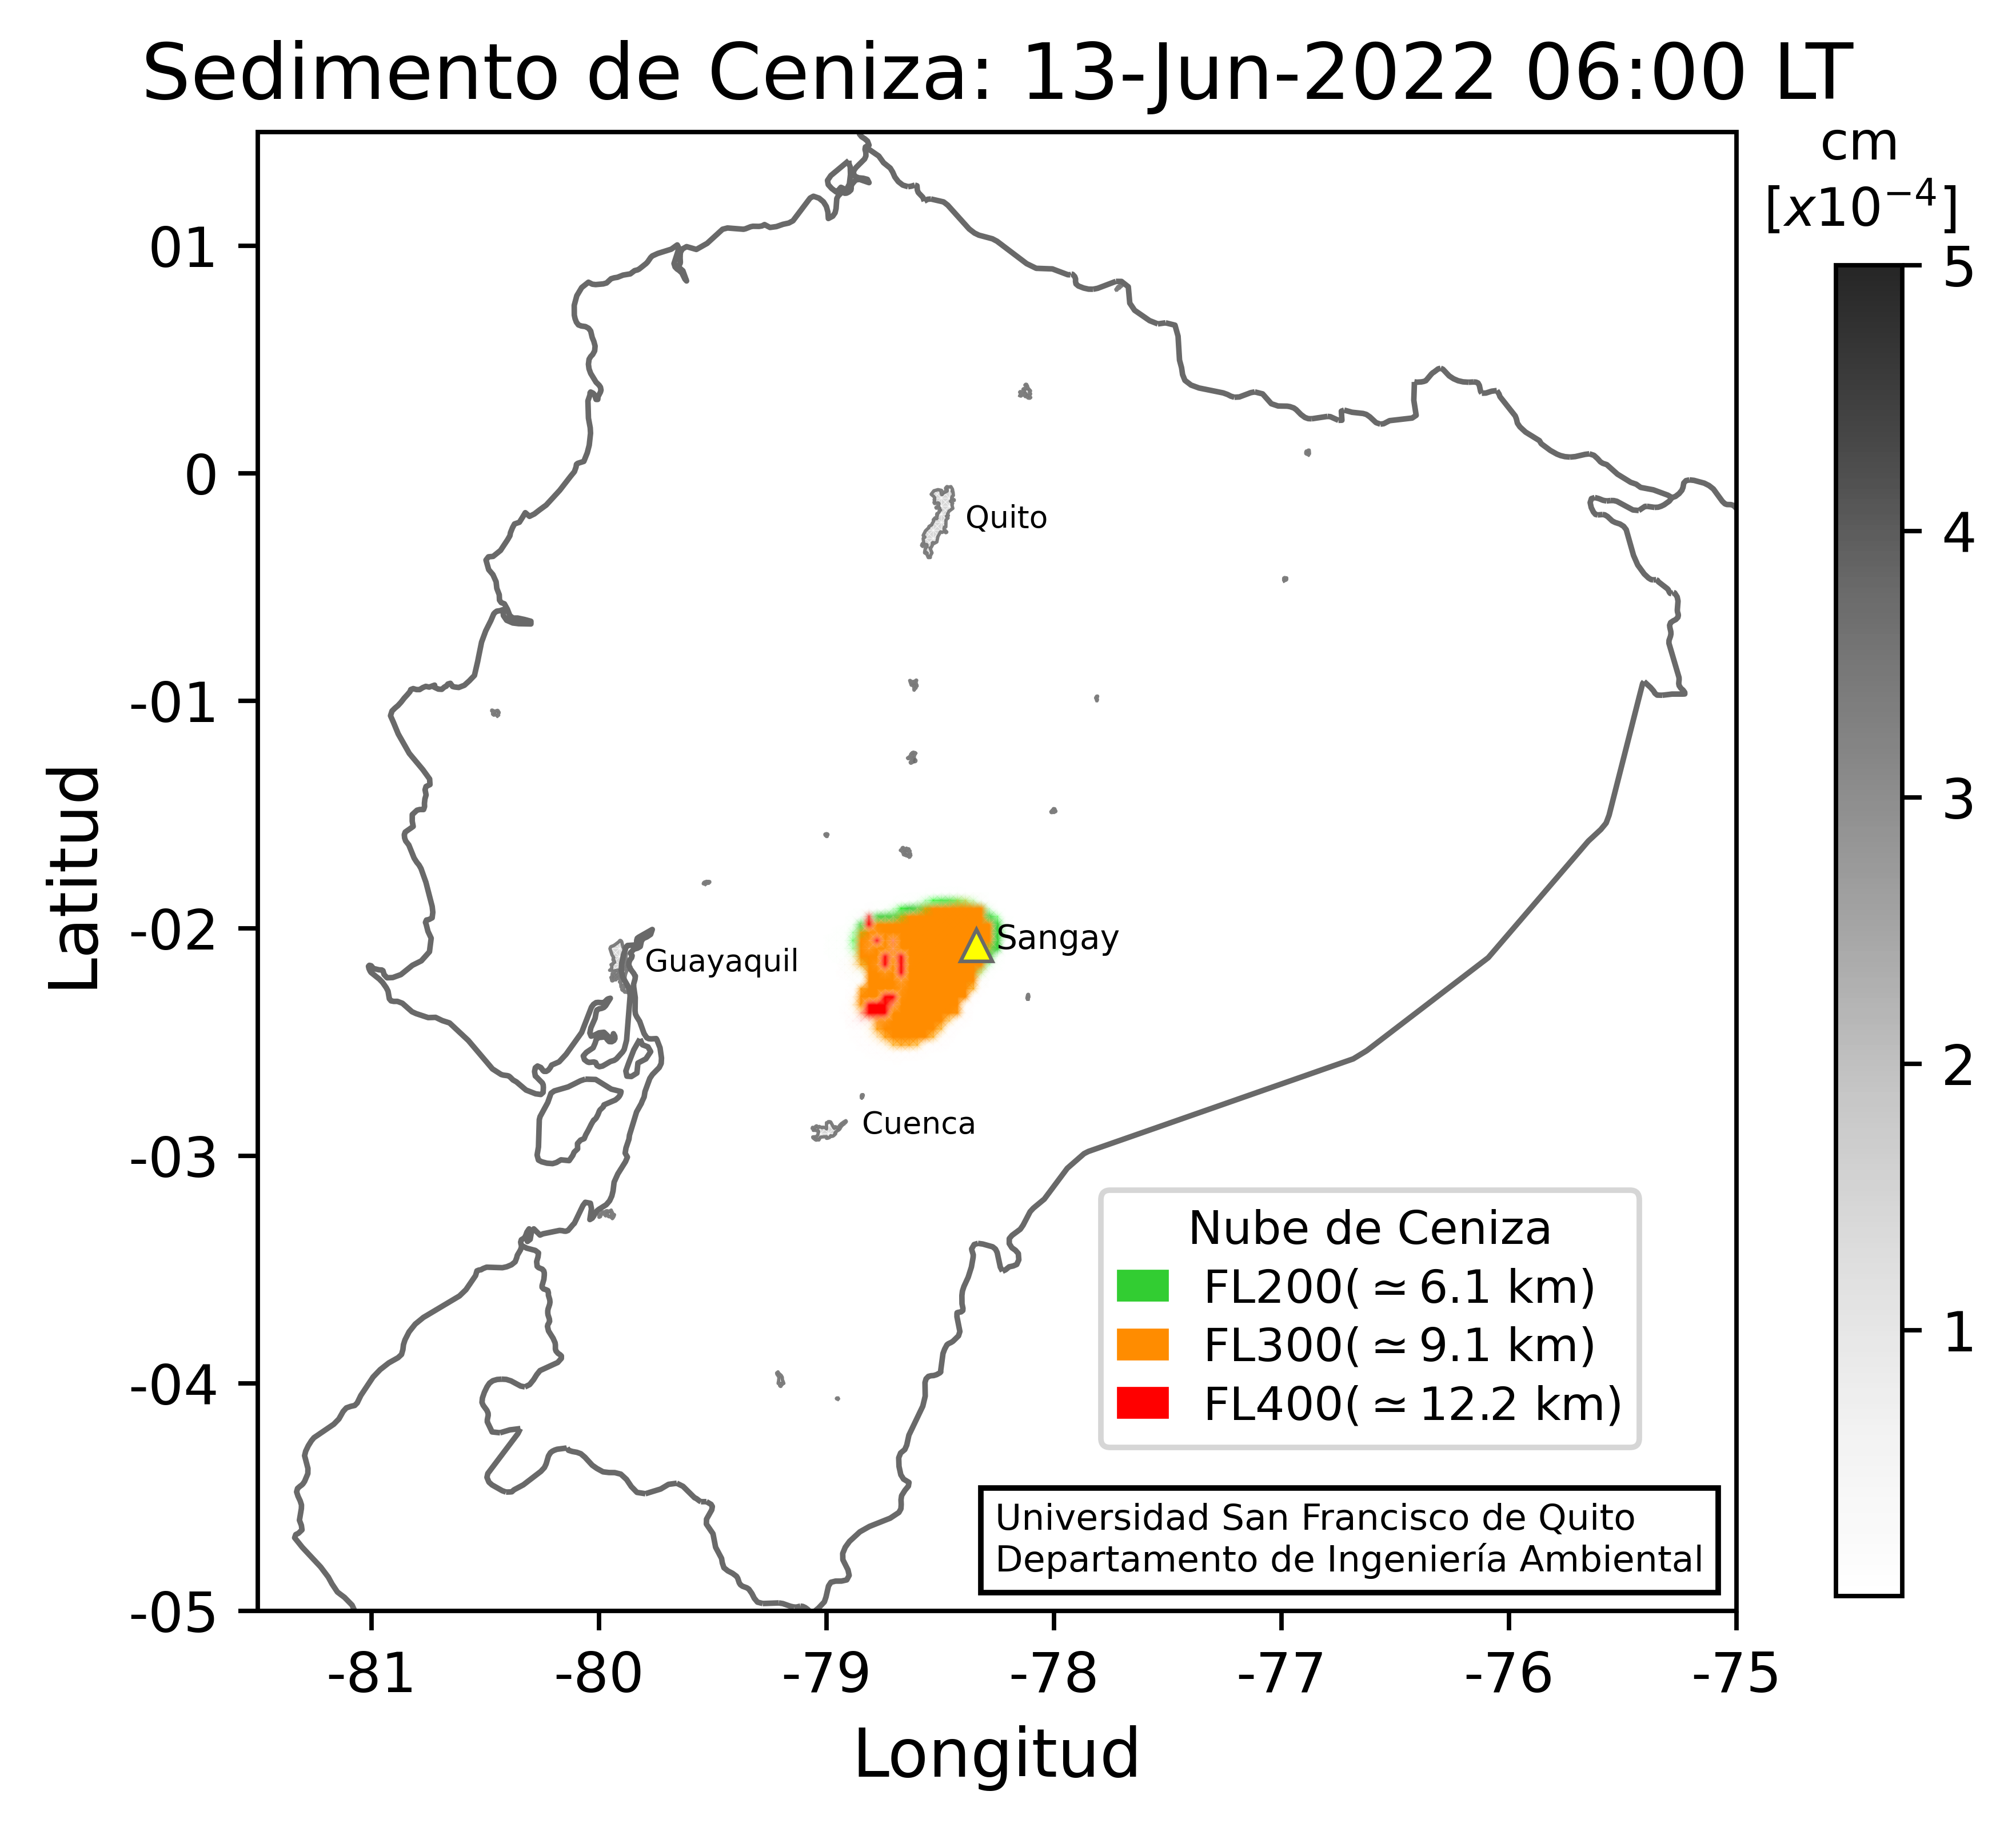 Sedimento de Ceniza: 13-Jun-2022 06:00 LT
cm
[x10⁻⁴]
5
4
3
2
1
Latitud
01
0
-01
-02
-03
-04
-05
Quito
Sangay
Guayaquil
Cuenca
Nube de Ceniza
FL200( ≃ 6.1 km)
FL300( ≃ 9.1 km)
FL400( ≃ 12.2 km)
Universidad San Francisco de Quito
Departamento de Ingeniería Ambiental
-81 -80 -79 -78 -77 -76 -75
Longitud